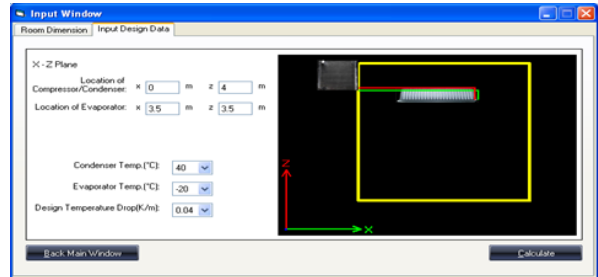 Input Window
Room Dimension Input Design Data
X - Z Plane
Location of
Compressor/Condenser: x 0 m z 4 m
Location of Evaporator: x 3.5 m z 3.5 m
Condenser Temp.(°C): 40
Evaporator Temp.(°C): -20
Design Temperature Drop(K/m): 0.04
Z
X
Back Main Window
Calculate